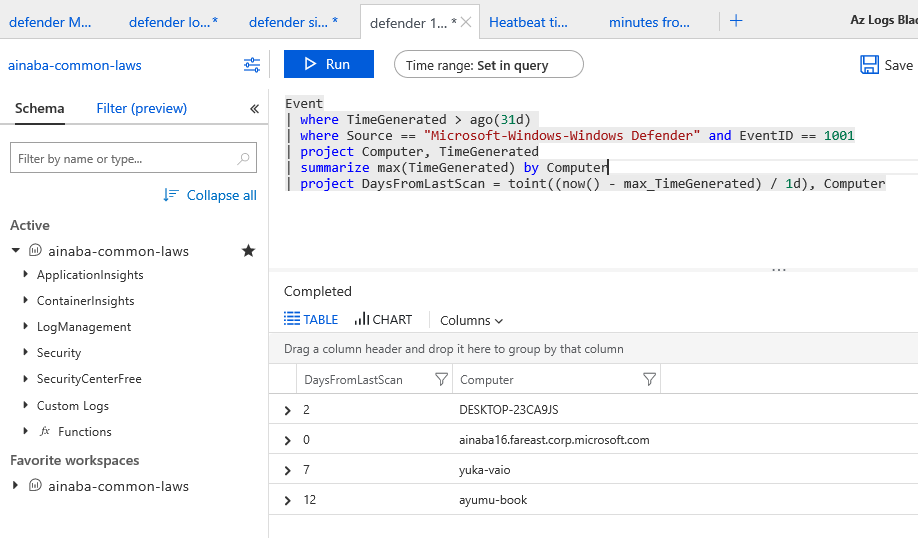 defender M... defender lo...* defender si... * defender 1... * Heatbeat ti... minutes fro... Az Logs Blad
ainaba-common-laws Run Time range: Set in query Save
Schema Filter (preview)
Filter by name or type...
Collapse all
Active
ainaba-common-laws
ApplicationInsights
ContainerInsights
LogManagement
Security
SecurityCenterFree
Custom Logs
fx Functions
Favorite workspaces
ainaba-common-laws
Event
| where TimeGenerated > ago(31d)
| where Source == "Microsoft-Windows-Windows Defender" and EventID == 1001
| project Computer, TimeGenerated
| summarize max(TimeGenerated) by Computer
| project DaysFromLastScan = toint((now() - max_TimeGenerated) / 1d), Computer
Completed
TABLE CHART Columns
Drag a column header and drop it here to group by that column
DaysFromLastScan Computer
2 DESKTOP-23CA9JS
0 ainaba16.fareast.corp.microsoft.com
7 yuka-vaio
12 ayumu-book